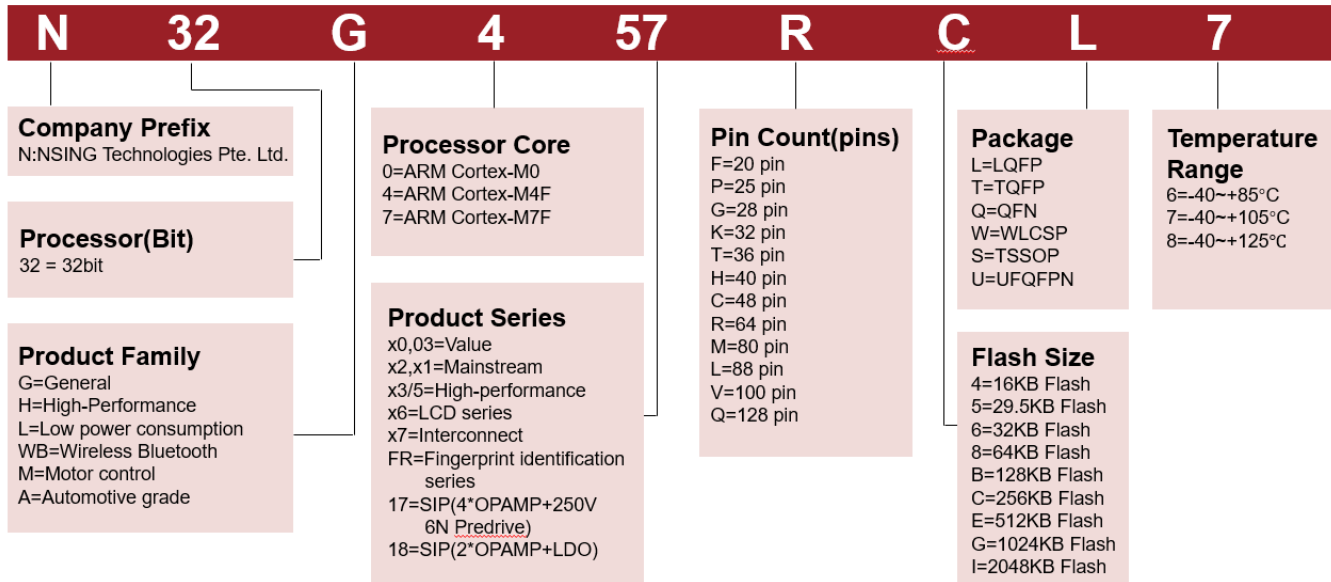 N 32 G 4 57 R C L 7
Company Prefix
N:NSING Technologies Pte. Ltd.
Processor(Bit)
32 = 32bit
Product Family
G=General
H=High-Performance
L=Low power consumption
WB=Wireless Bluetooth
M=Motor control
A=Automotive grade
Processor Core
0=ARM Cortex-M0
4=ARM Cortex-M4F
7=ARM Cortex-M7F
Product Series
x0,03=Value
x2,x1=Mainstream
x3/5=High-performance
x6=LCD series
x7=Interconnect
FR=Fingerprint identification
series
17=SIP(4*OPAMP+250V
6N Predrive)
18=SIP(2*OPAMP+LDO)
Pin Count(pins)
F=20 pin
P=25 pin
G=28 pin
K=32 pin
T=36 pin
H=40 pin
C=48 pin
R=64 pin
M=80 pin
L=88 pin
V=100 pin
Q=128 pin
Package
L=LQFP
T=TQFP
Q=QFN
W=WLCSP
S=TSSOP
U=UFQFPN
Flash Size
4=16KB Flash
5=29.5KB Flash
6=32KB Flash
8=64KB Flash
B=128KB Flash
C=256KB Flash
E=512KB Flash
G=1024KB Flash
I=2048KB Flash
Temperature
Range
6=-40~+85°C
7=-40~+105°C
8=-40~+125℃